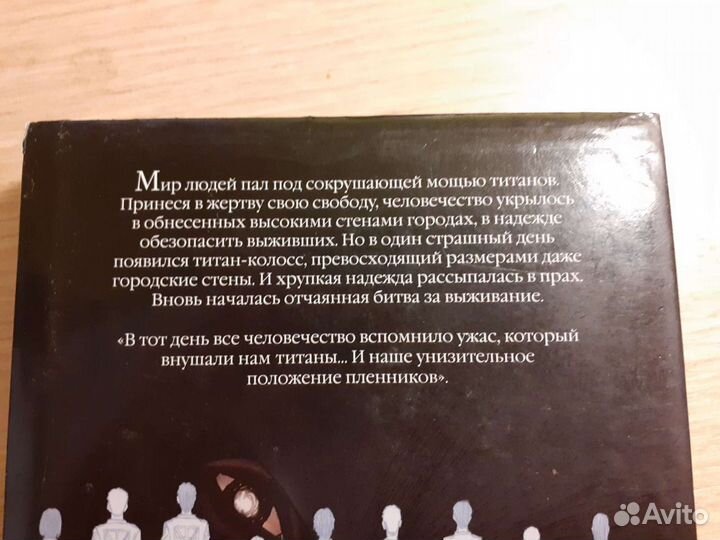 Мир людей пал под сокрушающей мощью титанов.
Принеся в жертву свою свободу, человечество укрылось
в обнесенных высокими стенами городах, в надежде
обезопасить выживших. Но в один страшный день
появился титан-колосс, превосходящий размерами даже
городские стены. И хрупкая надежда рассыпалась в прах.
Вновь началась отчаянная битва за выживание.
«В тот день все человечество вспомнило ужас, который
внушали нам титаны... И наше унизительное
положение пленников».
Avito